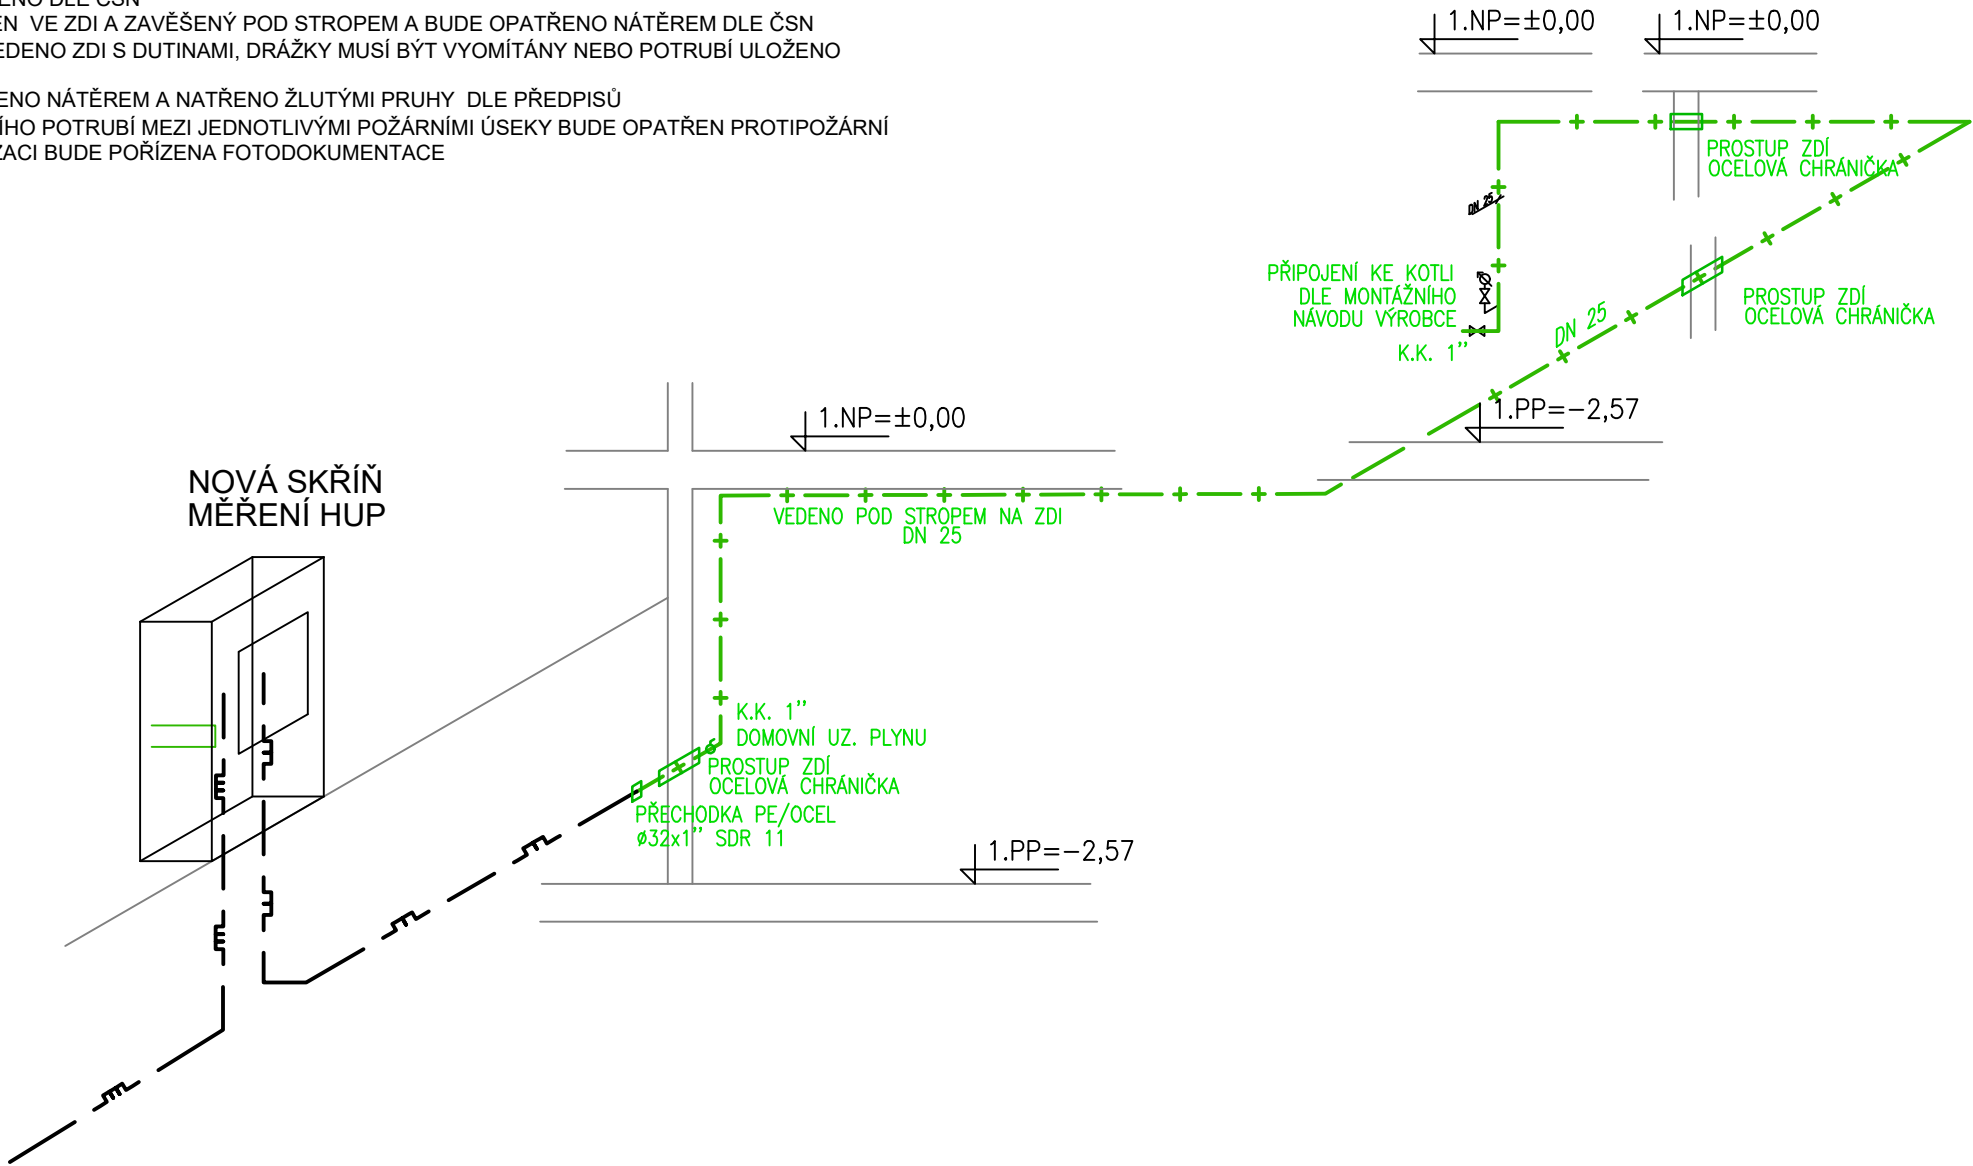 DLE ČSN
VE ZDI A ZAVĚŠENÝ POD STROPEM A BUDE OPATŘENO NÁTĚREM DLE ČSN
ZDI S DUTINAMI, DRÁŽKY MUSÍ BÝT VYOMÍTÁNY NEBO POTRUBÍ ULOŽENO
NÁTĚREM A NATŘENO ŽLUTÝMI PRUHY DLE PŘEDPISŮ
POTRUBÍ MEZI JEDNOTLIVÝMI POŽÁRNÍMI ÚSEKY BUDE OPATŘEN PROTIPOŽÁRNÍ
BUDE POŘÍZENA FOTODOKUMENTACE
1.NP=±0,00
1.NP=±0,00
PROSTUP ZDÍ
OCELOVÁ CHRÁNIČKA
DN 25
PŘIPOJENÍ KE KOTLI
DLE MONTÁŽNÍHO
NÁVODU VÝROBCE
K.K. 1’’
PROSTUP ZDÍ
OCELOVÁ CHRÁNIČKA
DN 25
1.PP=−2,57
1.NP=±0,00
NOVÁ SKŘÍŇ
MĚŘENÍ HUP
VEDENO POD STROPEM NA ZDI
DN 25
K.K. 1’’
DOMOVNÍ UZ. PLYNU
PROSTUP ZDÍ
OCELOVÁ CHRÁNIČKA
PŘECHODKA PE/OCEL
ø32x1’’ SDR 11
1.PP=−2,57